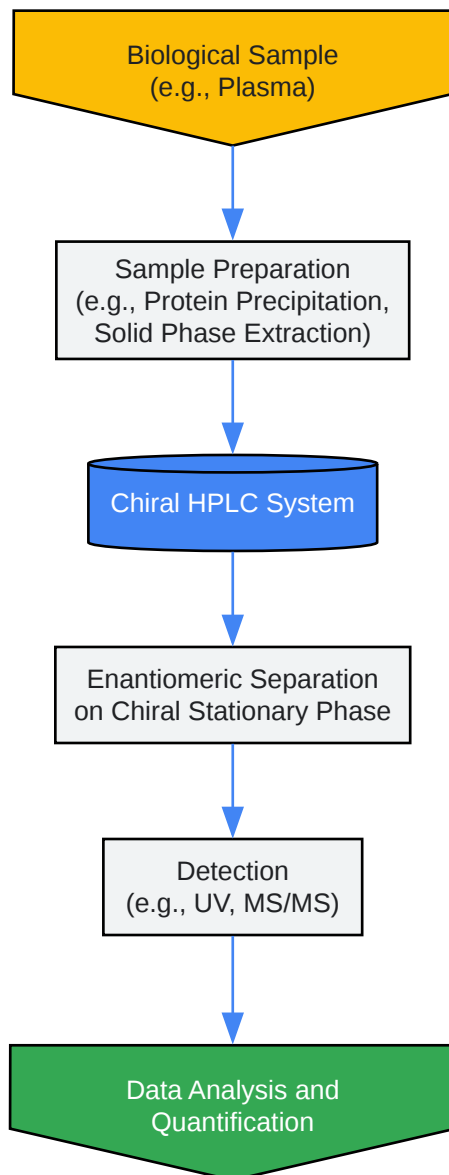 Biological Sample
(e.g., Plasma)
Sample Preparation
(e.g., Protein Precipitation,
Solid Phase Extraction)
Chiral HPLC System
Enantiomeric Separation
on Chiral Stationary Phase
Detection
(e.g., UV, MS/MS)
Data Analysis and
Quantification